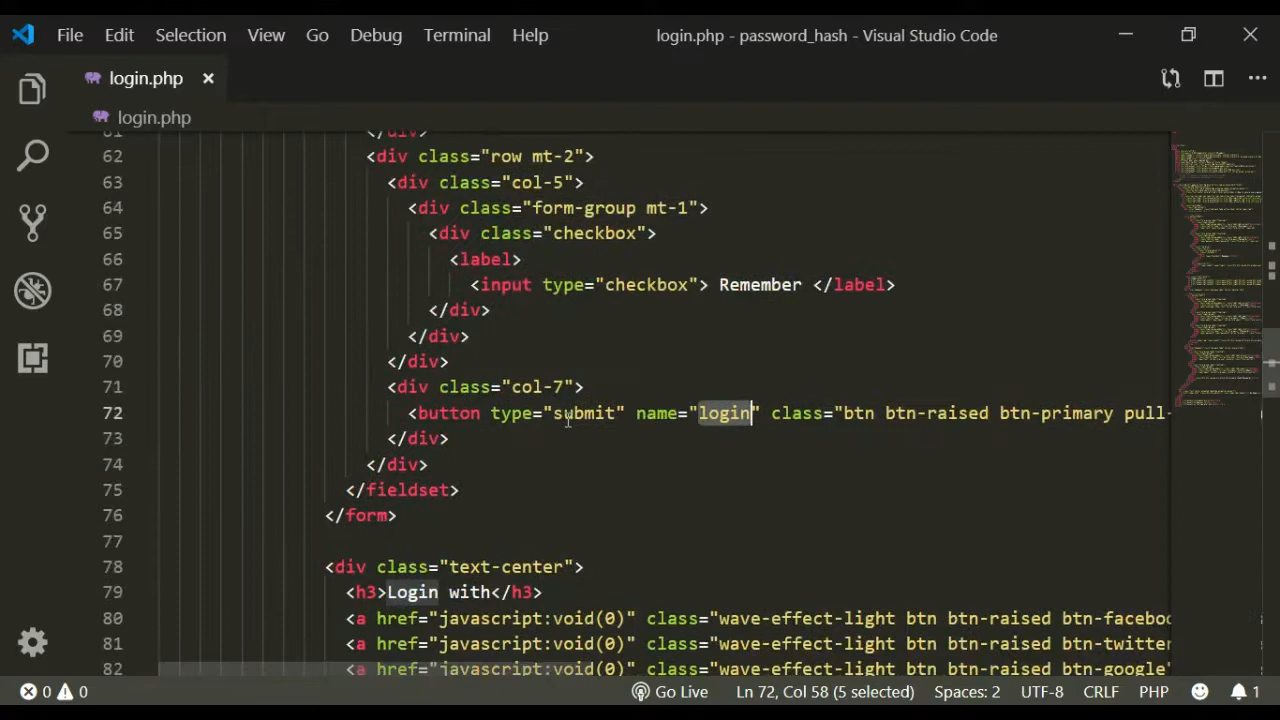 File Edit Selection View Go Debug Terminal Help login.php - password_hash - Visual Studio Code
login.php
login.php
61 </div>
62 <div class="row mt-2">
63 <div class="col-5">
64 <div class="form-group mt-1">
65 <div class="checkbox">
66 <label>
67 <input type="checkbox"> Remember </label>
68 </div>
69 </div>
70 </div>
71 <div class="col-7">
72 <button type="submit" name="login" class="btn btn-raised btn-primary pull-
73 </div>
74 </div>
75 </fieldset>
76 </form>
77
78 <div class="text-center">
79 <h3>Login with</h3>
80 <a href="javascript:void(0)" class="wave-effect-light btn btn-raised btn-faceboo
81 <a href="javascript:void(0)" class="wave-effect-light btn btn-raised btn-twitter
82 <a href="javascript:void(0)" class="wave-effect-light btn btn-raised btn-google"
0 0 Go Live Ln 72, Col 58 (5 selected) Spaces: 2 UTF-8 CRLF PHP 1